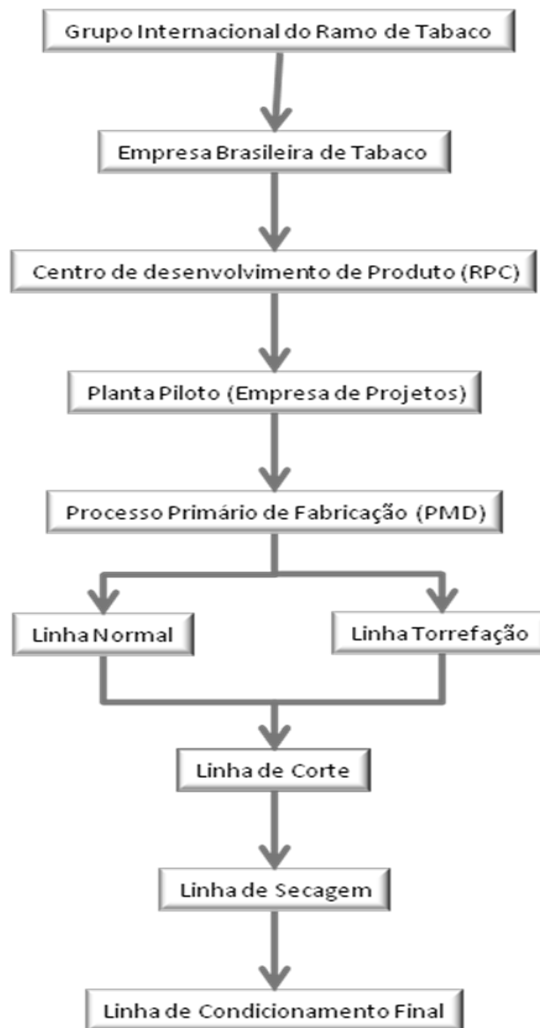 Grupo Internacional do Ramo de Tabaco
Empresa Brasileira de Tabaco
Centro de desenvolvimento de Produto (RPC)
Planta Piloto (Empresa de Projetos)
Processo Primário de Fabricação (PMD)
Linha Normal
Linha Torrefação
Linha de Corte
Linha de Secagem
Linha de Condicionamento Final